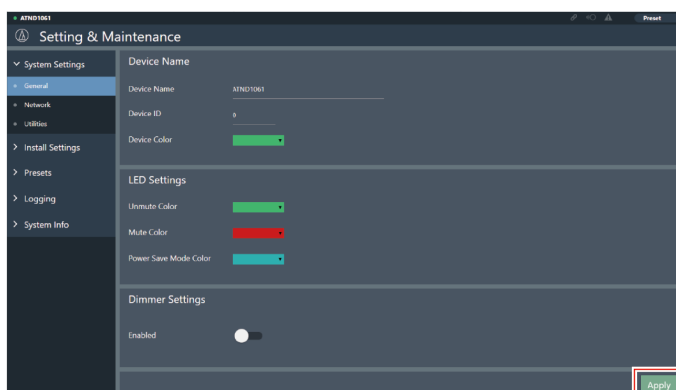 ATND1061
Preset
Setting & Maintenance
System Settings
General
Network
Utilities
Install Settings
Presets
Logging
System Info
Device Name
Device Name ATND1061
Device ID 0
Device Color
LED Settings
Unmute Color
Mute Color
Power Save Mode Color
Dimmer Settings
Enabled
Apply